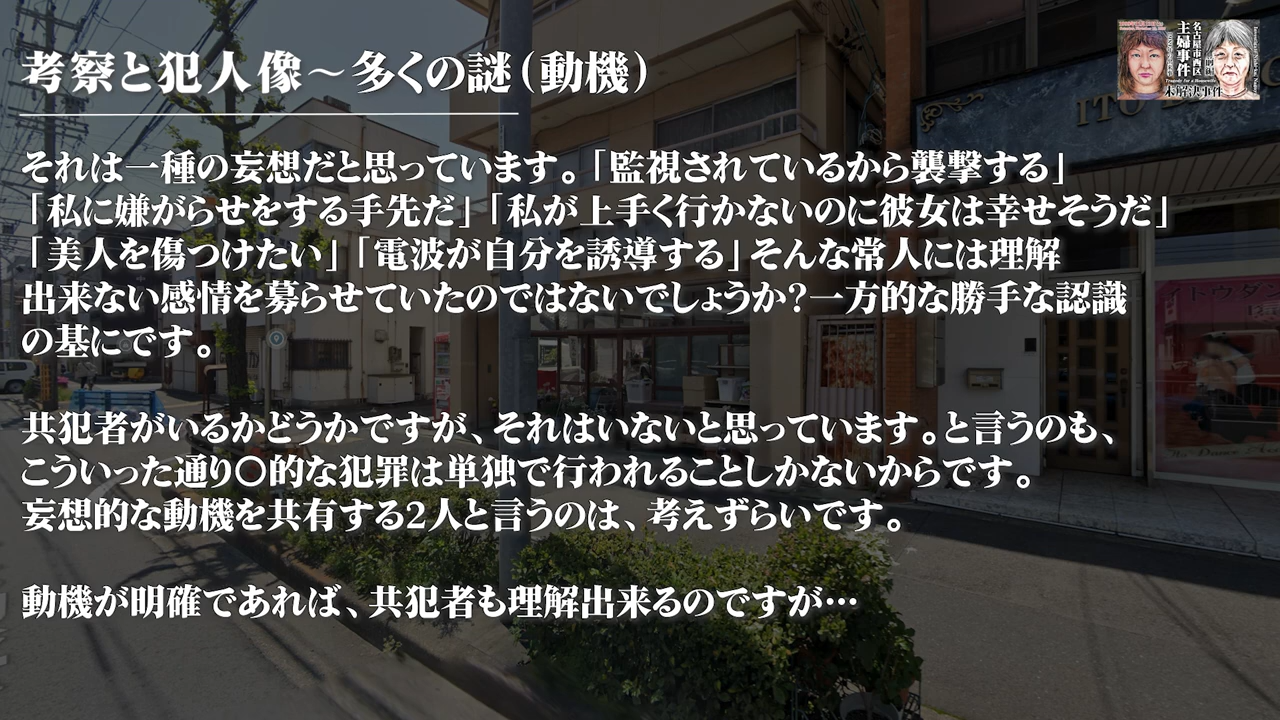 考察と犯人像～多くの謎（動機）
名古屋市西区
主婦事件
未解決事件
それは一種の妄想だと思っています。「監視されているから襲撃する」
「私に嫌がらせをする手先だ」「私が上手く行かないのに彼女は幸せそうだ」
「美人を傷つけたい」「電波が自分を誘導する」そんな常人には理解
出来ない感情を募らせていたのではないでしょうか？一方的な勝手な認識
の基にです。
共犯者がいるかどうかですが、それはいないと思っています。と言うのも、
こういった通り〇的な犯罪は単独で行われることしかないからです。
妄想的な動機を共有する2人と言うのは、考えずらいです。
動機が明確であれば、共犯者も理解出来るのですが…